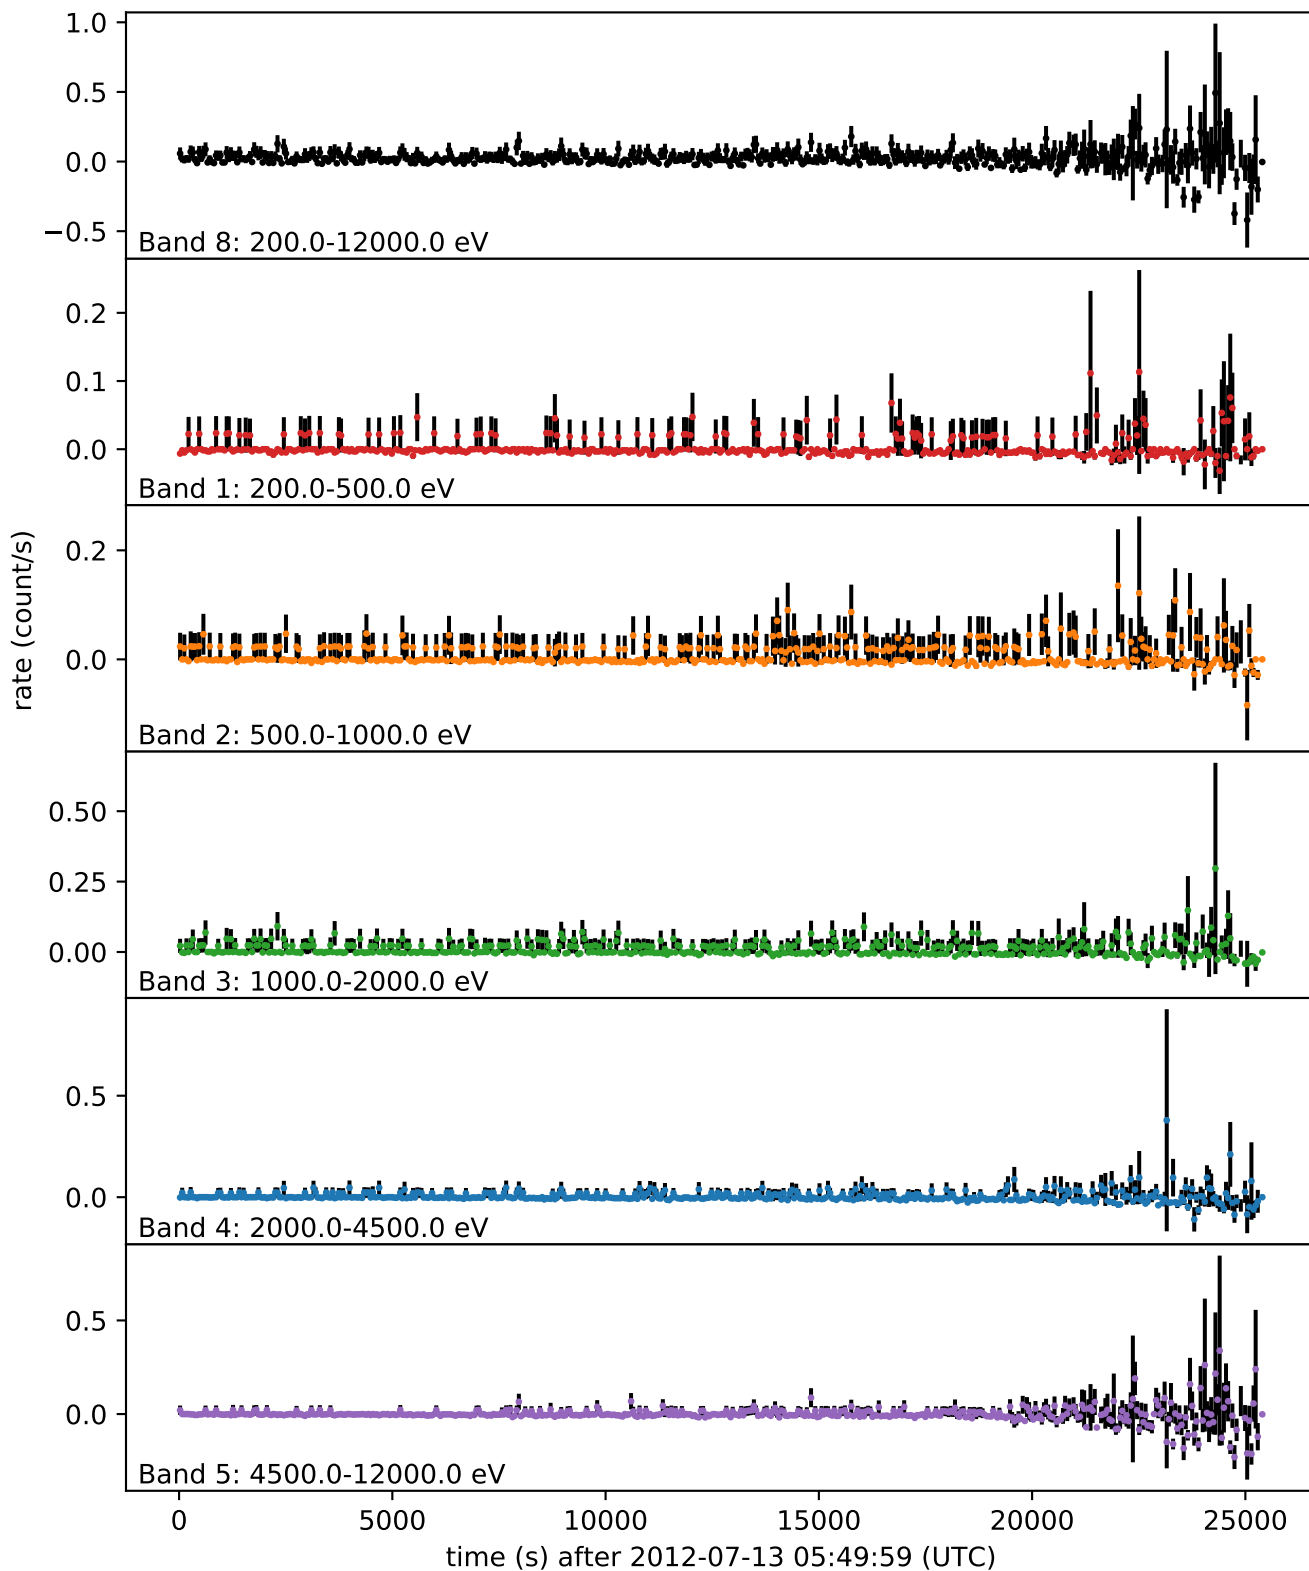 1.0
0.5
0.0
−0.5
Band 8: 200.0-12000.0 eV
0.2
0.1
0.0
Band 1: 200.0-500.0 eV
rate (count/s)
0.2
0.0
Band 2: 500.0-1000.0 eV
0.50
0.25
0.00
Band 3: 1000.0-2000.0 eV
0.5
0.0
Band 4: 2000.0-4500.0 eV
0.5
0.0
Band 5: 4500.0-12000.0 eV
0 5000 10000 15000 20000 25000
time (s) after 2012-07-13 05:49:59 (UTC)